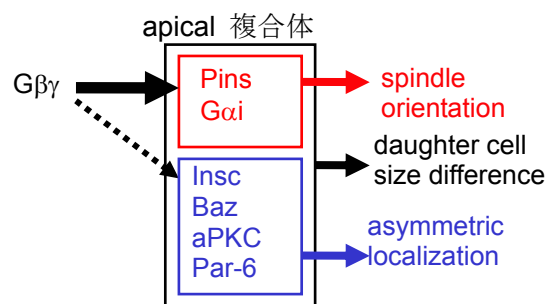 apical 複合体
Gβγ
Pins
Gαi
spindle
orientation
daughter cell
size difference
Insc
Baz
aPKC
Par-6
asymmetric
localization